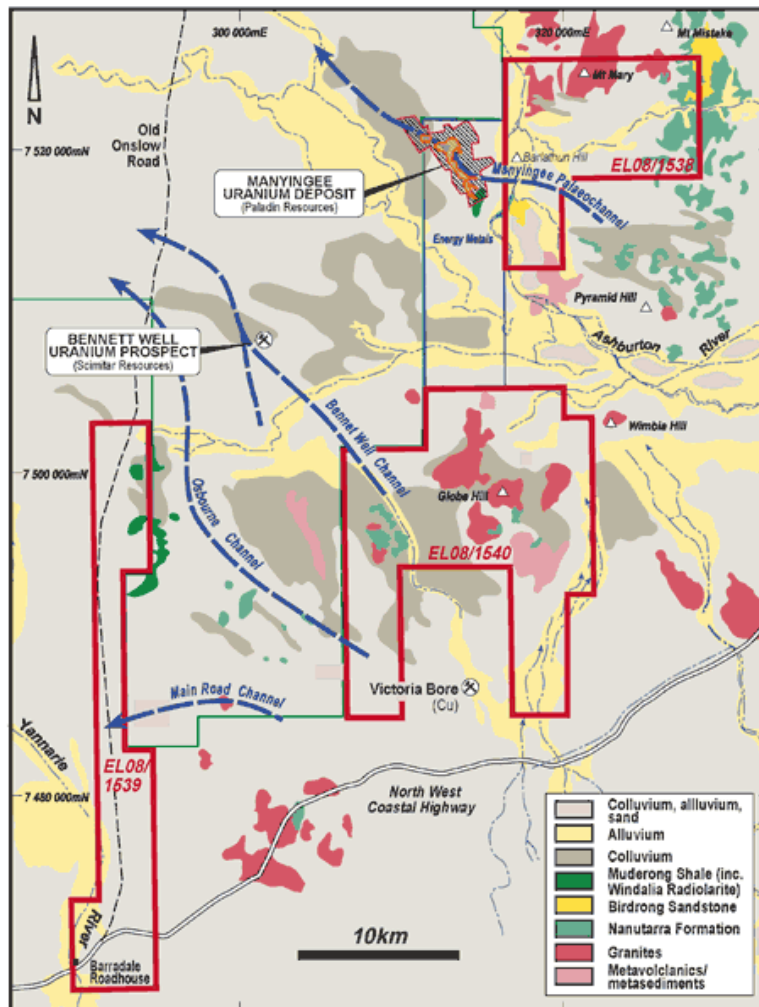 300 000mE
320 000mE
Mt Mistake
Mt Mary
N
Old
Onslow
Road
7 520 000mN
Barlathun Hill
EL08/1538
MANYINGEE
URANIUM DEPOSIT
(Paladin Resources)
Manyingee Palaeochannel
Energy Metals
Pyramid Hill
Ashburton River
BENNETT WELL
URANIUM PROSPECT
(Scimitar Resources)
Bennet Well Channel
Wimbie Hill
7 500 000mN
Globe Hill
Osbourne Channel
EL08/1540
Victoria Bore
(Cu)
Main Road Channel
Yannarie
River
EL08/
1539
7 480 000mN
North West
Coastal Highway
Barradale
Roadhouse
10km
Colluvium, allluvium,
sand
Alluvium
Colluvium
Muderong Shale (inc.
Windalia Radiolarite)
Birdrong Sandstone
Nanutarra Formation
Granites
Metavolcanics/
metasediments